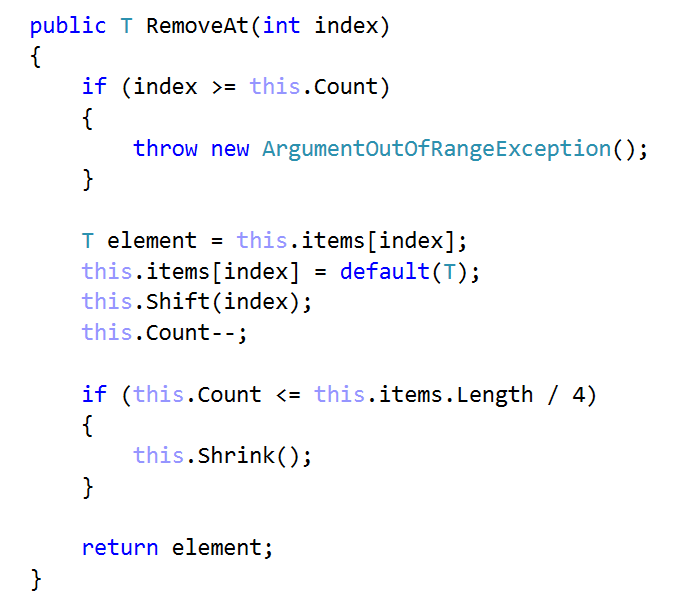 public T RemoveAt(int index)
{
    if (index >= this.Count)
    {
        throw new ArgumentOutOfRangeException();
    }

    T element = this.items[index];
    this.items[index] = default(T);
    this.Shift(index);
    this.Count--;

    if (this.Count <= this.items.Length / 4)
    {
        this.Shrink();
    }

    return element;
}